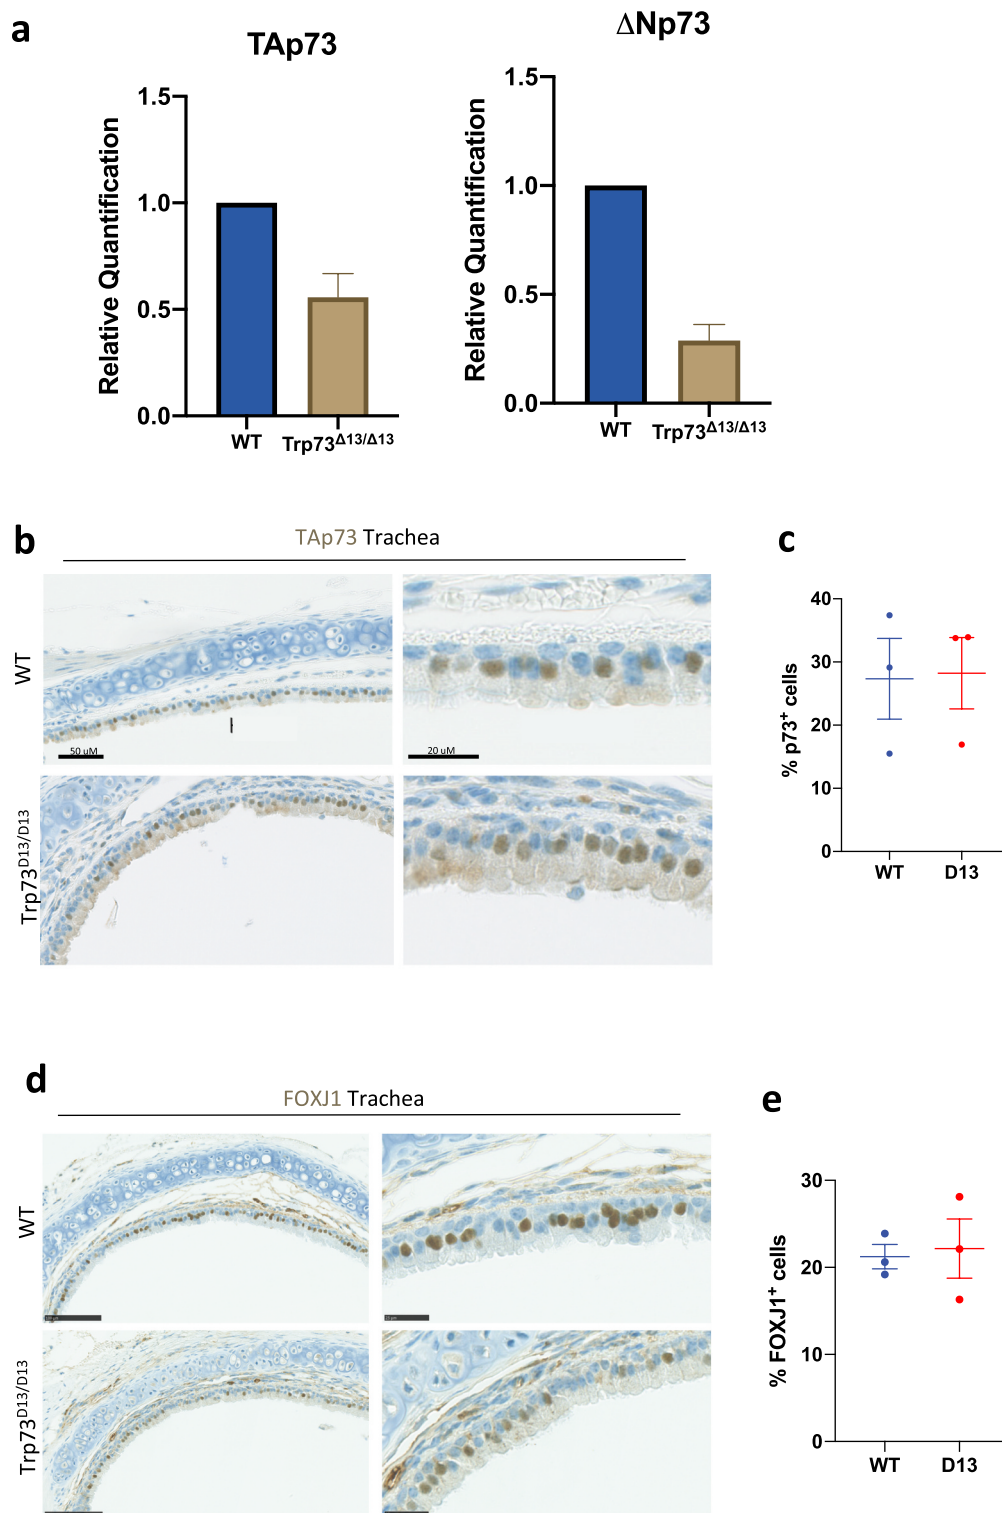 a
TAp73
ΔNp73
Relative Quantification
1.5
1.0
0.5
0.0
WT
Trp73Δ13/Δ13
Relative Quantification
1.5
1.0
0.5
0.0
WT
Trp73Δ13/Δ13
b
TAp73 Trachea
WT
50 uM
20 uM
Trp73D13/D13
c
% p73+ cells
40
30
20
10
0
WT
D13
d
FOXJ1 Trachea
WT
Trp73D13/D13
e
% FOXJ1+ cells
30
20
10
0
WT
D13